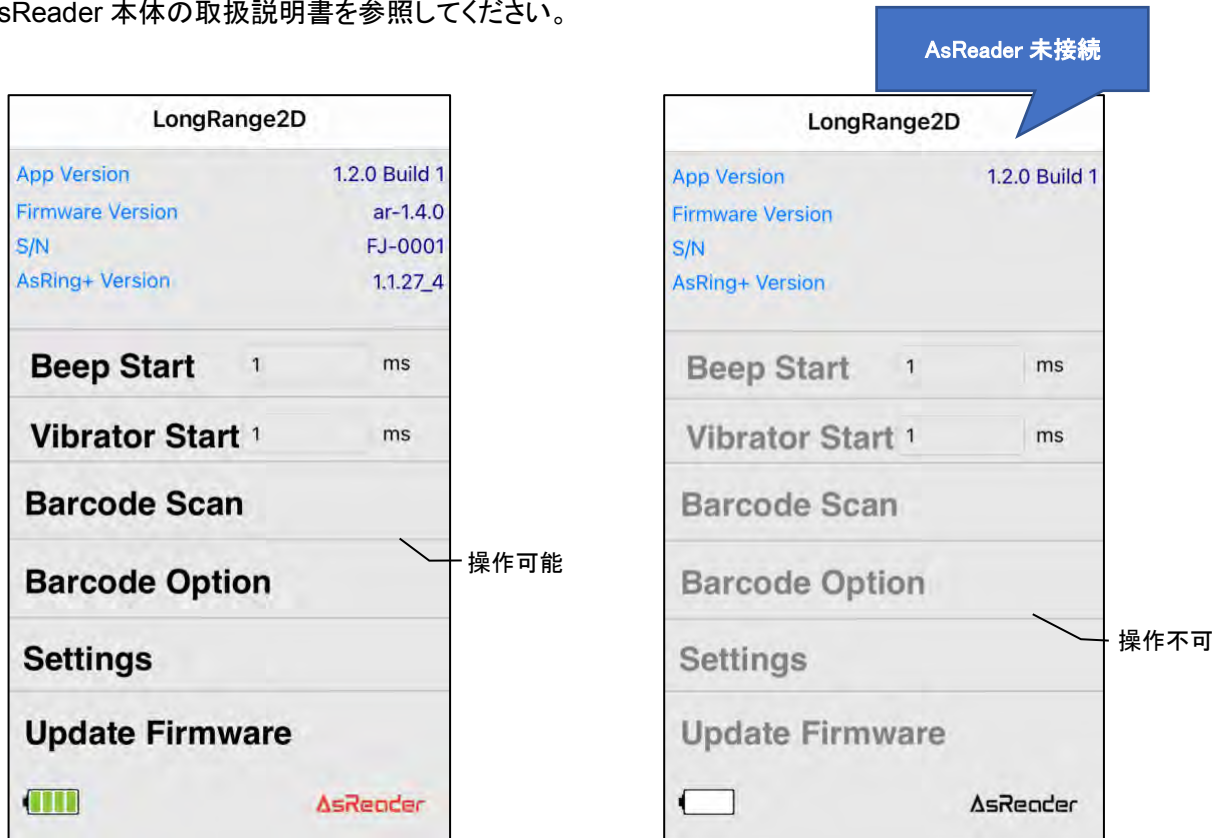 sReader 本体の取扱説明書を参照してください。
AsReader 未接続
LongRange2D
App Version 1.2.0 Build 1
Firmware Version ar-1.4.0
S/N FJ-0001
AsRing+ Version 1.1.27_4
Beep Start 1 ms
Vibrator Start 1 ms
Barcode Scan
Barcode Option
Settings
Update Firmware
AsReader
操作可能
LongRange2D
App Version 1.2.0 Build 1
Firmware Version
S/N
AsRing+ Version
Beep Start 1 ms
Vibrator Start 1 ms
Barcode Scan
Barcode Option
Settings
Update Firmware
AsReader
操作不可